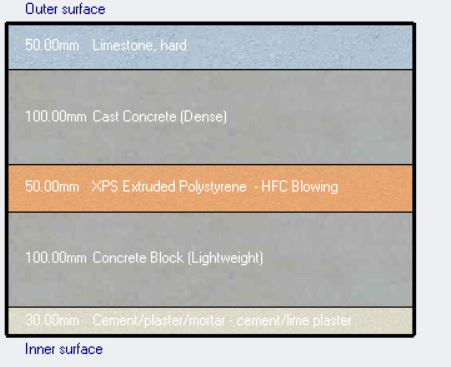 Outer surface
50.00mm Limestone, hard
100.00mm Cast Concrete (Dense)
50.00mm XPS Extruded Polystyrene - HFC Blowing
100.00mm Concrete Block (Lightweight)
30.00mm Cement/plaster/mortar - cement/lime plaster
Inner surface